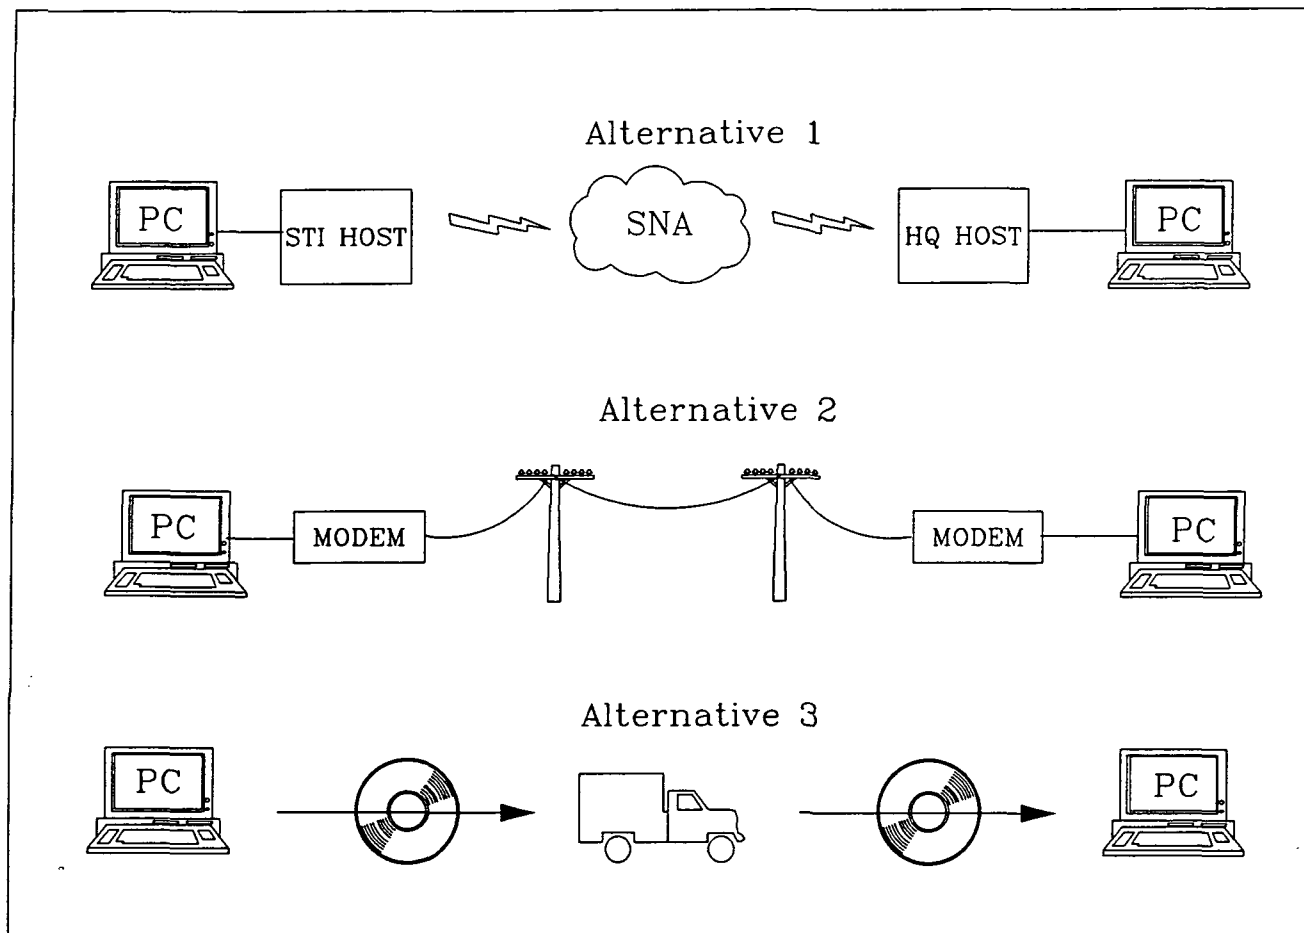 Alternative 1
PC
STI HOST
SNA
HQ HOST
PC
Alternative 2
PC
MODEM
MODEM
PC
Alternative 3
PC
PC